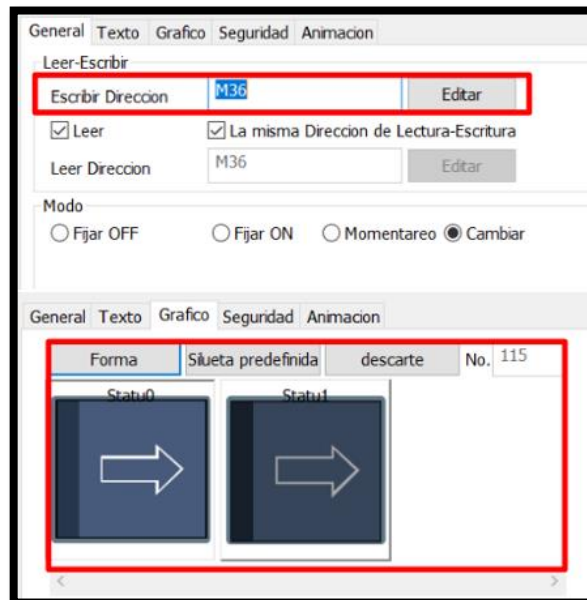 General Texto Grafico Seguridad Animacion
Leer-Escribir
Escribir Direccion M36 Editar
Leer La misma Direccion de Lectura-Escritura
Leer Direccion M36 Editar
Modo
Fijar OFF Fijar ON Momentareo Cambiar
General Texto Grafico Seguridad Animacion
Forma Silueta predefinida descarte No. 115
Statu0 Statu1